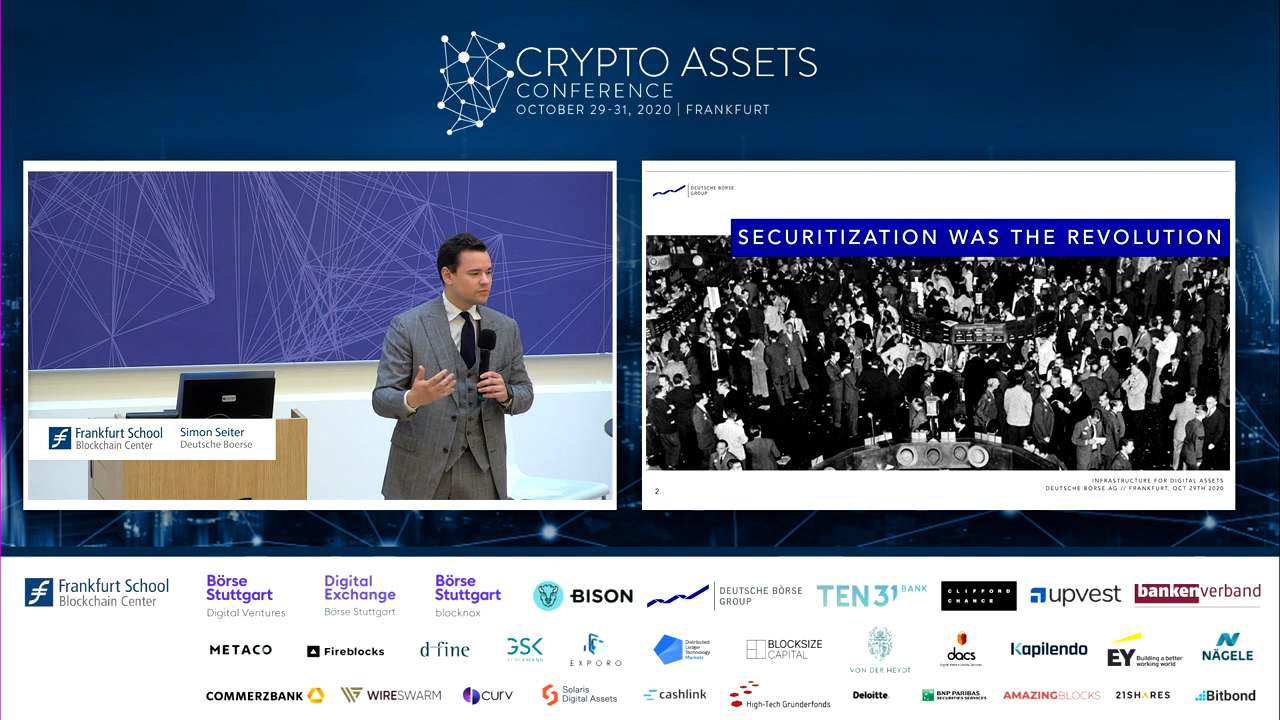 CRYPTO ASSETS
CONFERENCE
OCTOBER 29-31, 2020 | FRANKFURT
Frankfurt School
Blockchain Center
Simon Seiter
Deutsche Boerse
DEUTSCHE BÖRSE
GROUP
SECURITIZATION WAS THE REVOLUTION
2
INFRASTRUCTURE FOR DIGITAL ASSETS
DEUTSCHE BÖRSE AG // FRANKFURT, OCT 29TH 2020
Frankfurt School
Blockchain Center
Börse
Stuttgart
Digital Ventures
Digital
Exchange
Börse Stuttgart
Börse
Stuttgart
blocknox
BISON
DEUTSCHE BÖRSE
GROUP
TEN31 BANK
CLIFFORD
CHANCE
upvest
bankenverband
METACO
Fireblocks
d-fine
GSK
STOCKMANN
EXPORO
Distributed
Ledger
Technology
Markets
BLOCKSIZE
CAPITAL
VON DER HEYDT
dacs
Kapilendo
EY
Building a better
working world
NÄGELE
COMMERZBANK
WIRESWARM
curv
Solaris
Digital Assets
cashlink
High-Tech Gründerfonds
Deloitte.
BNP PARIBAS
SECURITIES SERVICES
AMAZINGBLOCKS
21SHARES
Bitbond